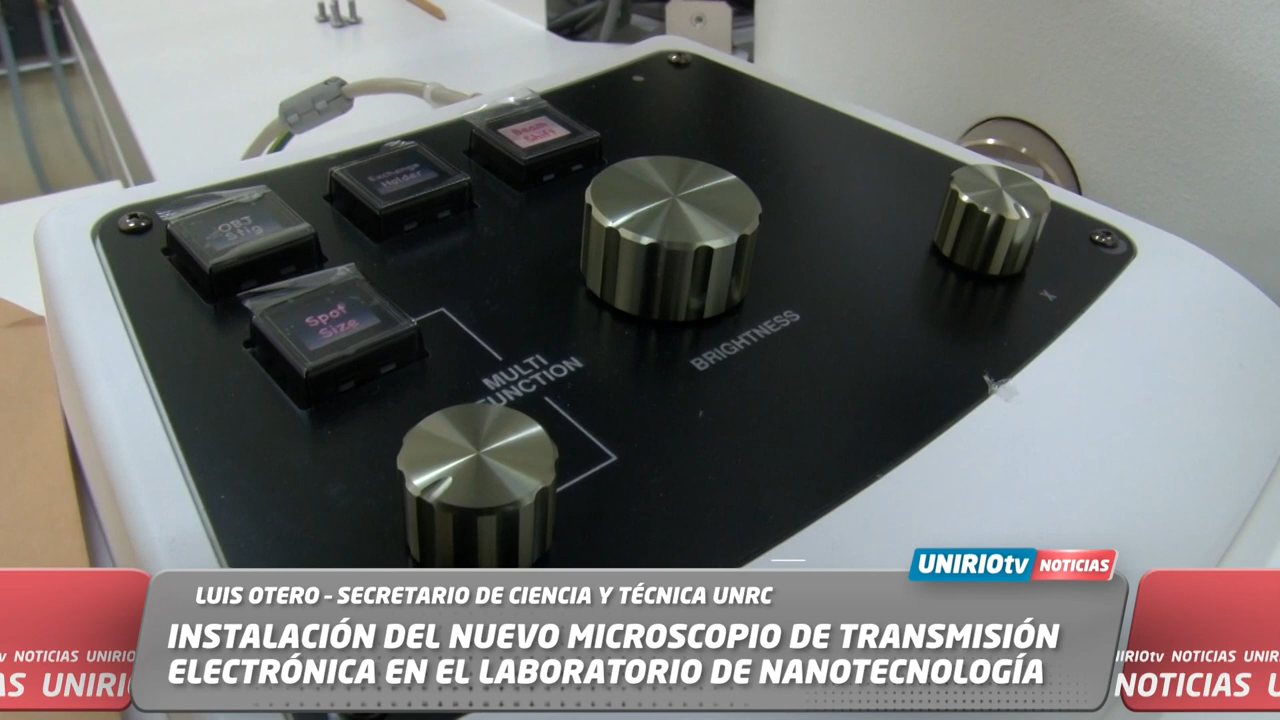 Beam
Shift
Exchange
Holder
OBJ
Stig
Spot
Size
MULTI
FUNCTION
BRIGHTNESS
X
UNIRIOtv NOTICIAS
LUIS OTERO - SECRETARIO DE CIENCIA Y TÉCNICA UNRC
INSTALACIÓN DEL NUEVO MICROSCOPIO DE TRANSMISIÓN
ELECTRÓNICA EN EL LABORATORIO DE NANOTECNOLOGÍA
NOTICIAS UNIRIO
UNIRIO
NOTICIAS
NOTICIAS